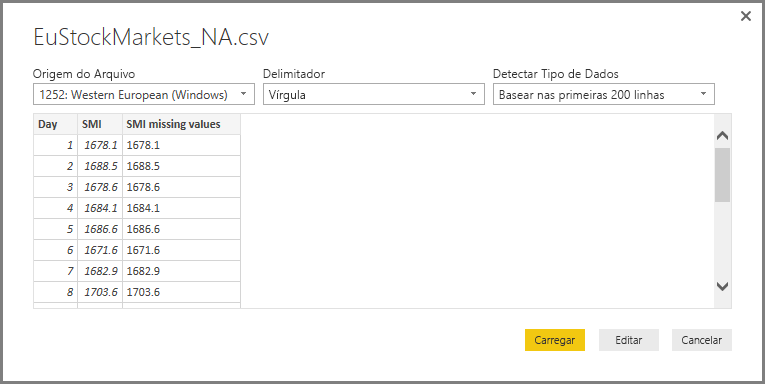 EuStockMarkets_NA.csv
Origem do Arquivo Delimitador Detectar Tipo de Dados
1252: Western European (Windows) Vírgula Basear nas primeiras 200 linhas
Day SMI SMI missing values
1 1678.1 1678.1
2 1688.5 1688.5
3 1678.6 1678.6
4 1684.1 1684.1
5 1686.6 1686.6
6 1671.6 1671.6
7 1682.9 1682.9
8 1703.6 1703.6
Carregar Editar Cancelar